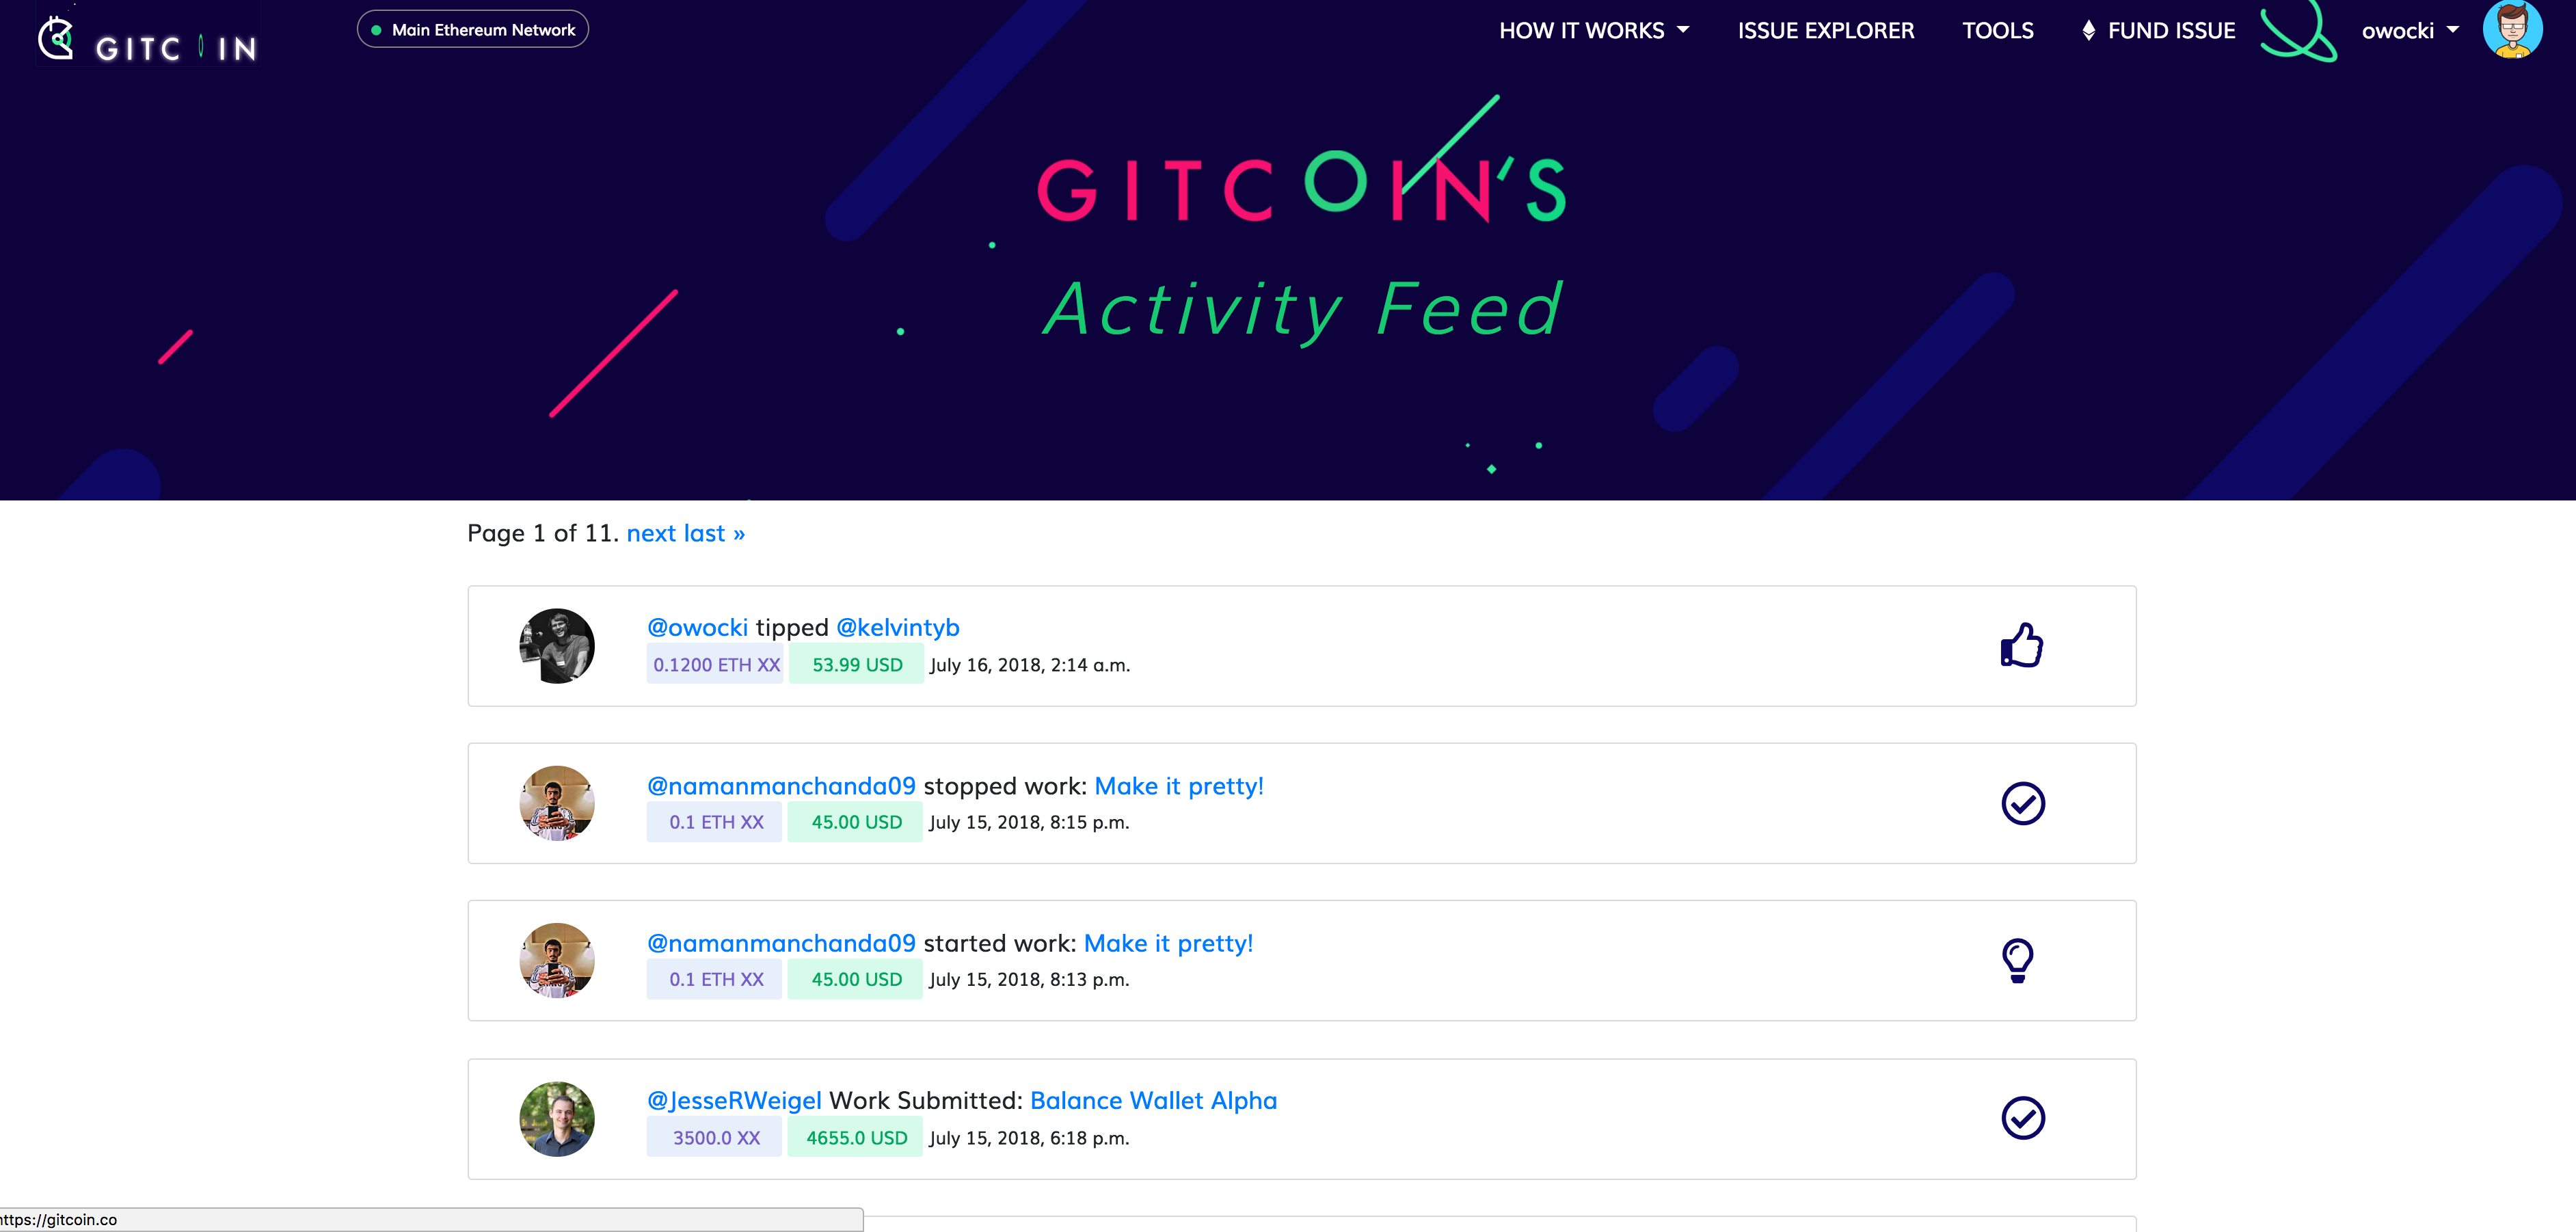 GITCOIN
Main Ethereum Network
HOW IT WORKS
ISSUE EXPLORER
TOOLS
FUND ISSUE
owocki
GITCOIN'S
Activity Feed
Page 1 of 11. next last »
@owocki tipped @kelvintyb
0.1200 ETH XX 53.99 USD July 16, 2018, 2:14 a.m.
@namanmanchanda09 stopped work: Make it pretty!
0.1 ETH XX 45.00 USD July 15, 2018, 8:15 p.m.
@namanmanchanda09 started work: Make it pretty!
0.1 ETH XX 45.00 USD July 15, 2018, 8:13 p.m.
@JesseRWeigel Work Submitted: Balance Wallet Alpha
3500.0 XX 4655.0 USD July 15, 2018, 6:18 p.m.
https://gitcoin.co